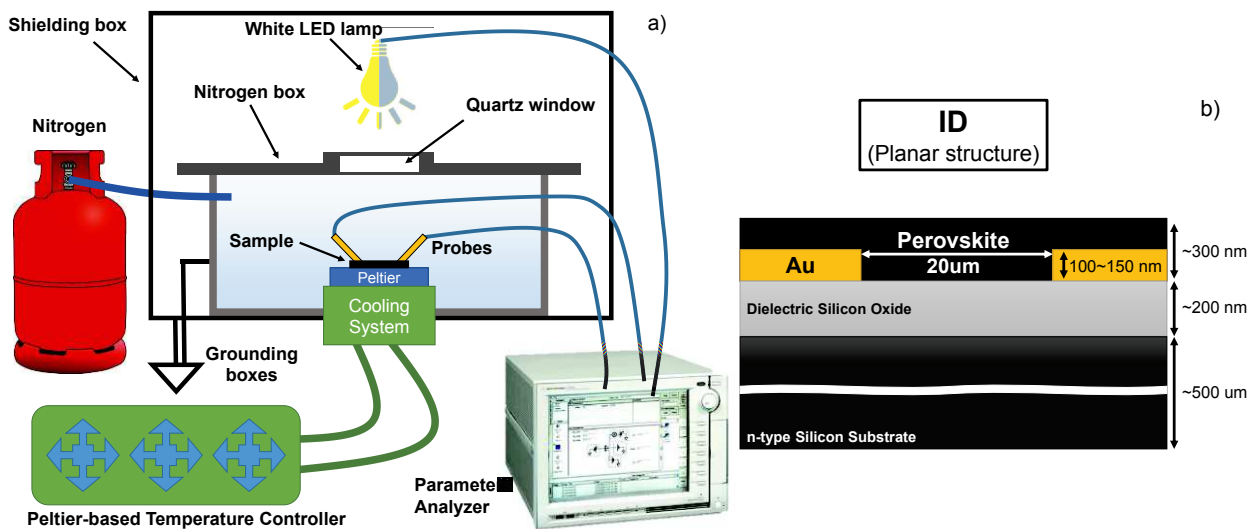 a)
Shielding box
White LED lamp
Nitrogen box
Quartz window
Nitrogen
Sample
Probes
Peltier
Cooling
System
Grounding
boxes
Paramete
Analyzer
Peltier-based Temperature Controller
b)
ID
(Planar structure)
Perovskite
20um
Au
100~150 nm
~300 nm
Dielectric Silicon Oxide
~200 nm
~500 um
n-type Silicon Substrate